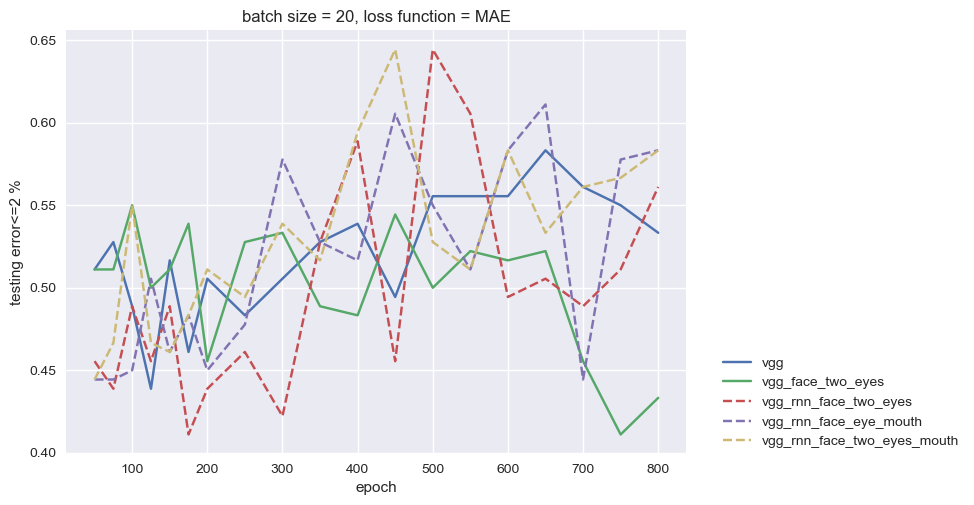 batch size = 20, loss function = MAE
testing error<=2 %
0.65
0.60
0.55
0.50
0.45
0.40
100 200 300 400 500 600 700 800
epoch
vgg
vgg_face_two_eyes
vgg_rnn_face_two_eyes
vgg_rnn_face_eye_mouth
vgg_rnn_face_two_eyes_mouth